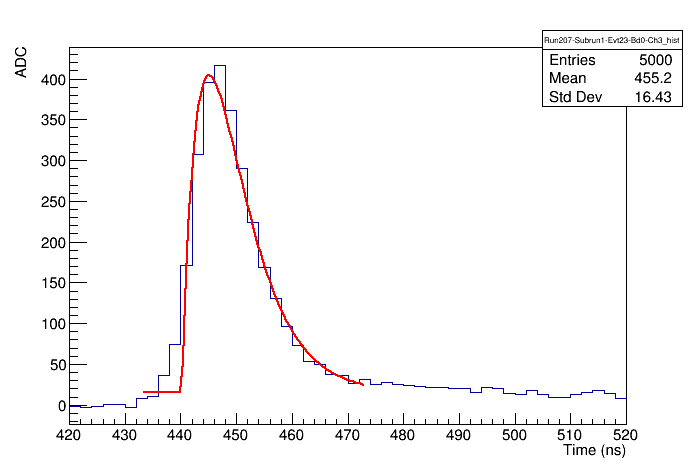 Run207-Subrun1-Evt23-Bd0-Ch3_hist
Entries 5000
Mean 455.2
Std Dev 16.43
ADC
400
350
300
250
200
150
100
50
0
420 430 440 450 460 470 480 490 500 510 520
Time (ns)